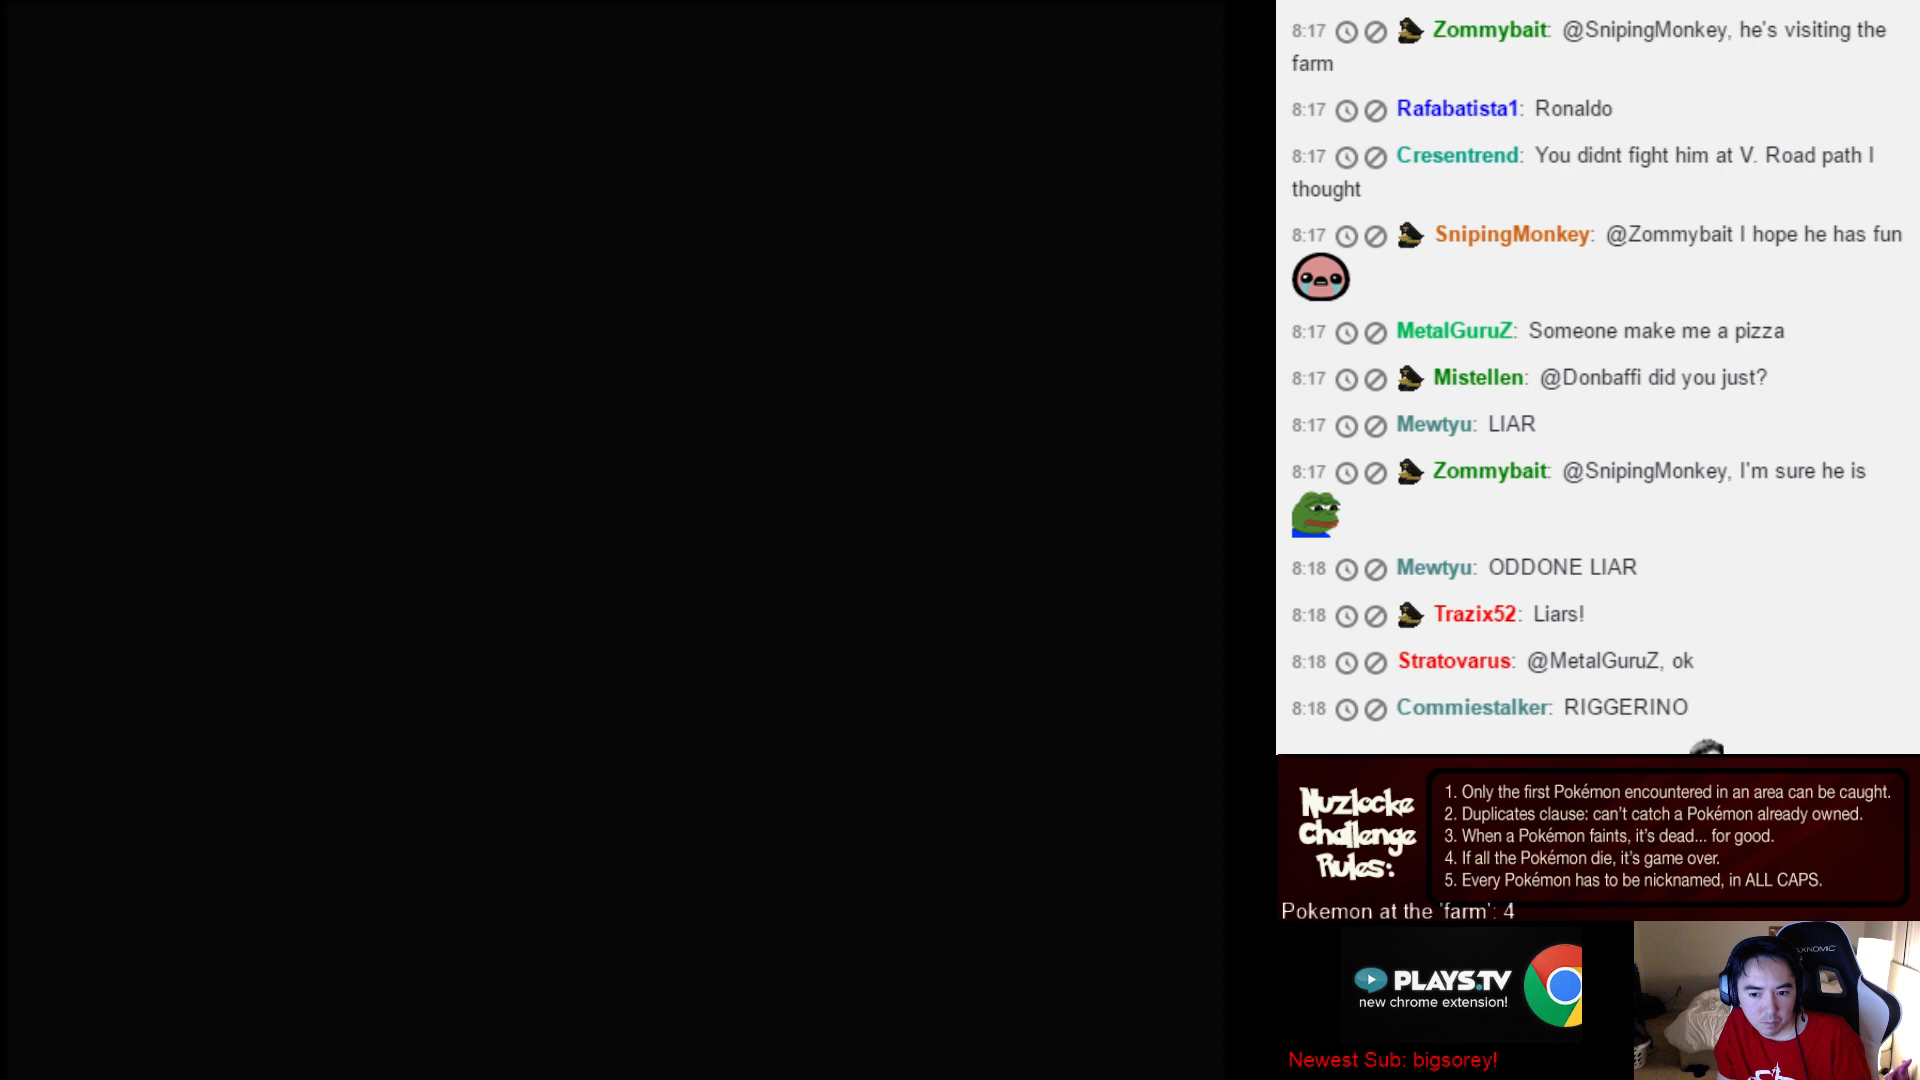 8:17 Zommybait: @SnipingMonkey, he's visiting the
farm
8:17 Rafabatista1: Ronaldo
8:17 Cresentrend: You didnt fight him at V. Road path I
thought
8:17 SnipingMonkey: @Zommybait I hope he has fun
8:17 MetalGuruZ: Someone make me a pizza
8:17 Mistellen: @Donbaffi did you just?
8:17 Mewtyu: LIAR
8:17 Zommybait: @SnipingMonkey, I'm sure he is
8:18 Mewtyu: ODDONE LIAR
8:18 Trazix52: Liars!
8:18 Stratovarus: @MetalGuruZ, ok
8:18 Commiestalker: RIGGERINO
Nuzlocke
Challenge
Rules:
1. Only the first Pokémon encountered in an area can be caught.
2. Duplicates clause: can't catch a Pokémon already owned.
3. When a Pokémon faints, it's dead... for good.
4. If all the Pokémon die, it's game over.
5. Every Pokémon has to be nicknamed, in ALL CAPS.
Pokemon at the 'farm': 4
PLAYS.TV
new chrome extension!
Newest Sub: bigsorey!